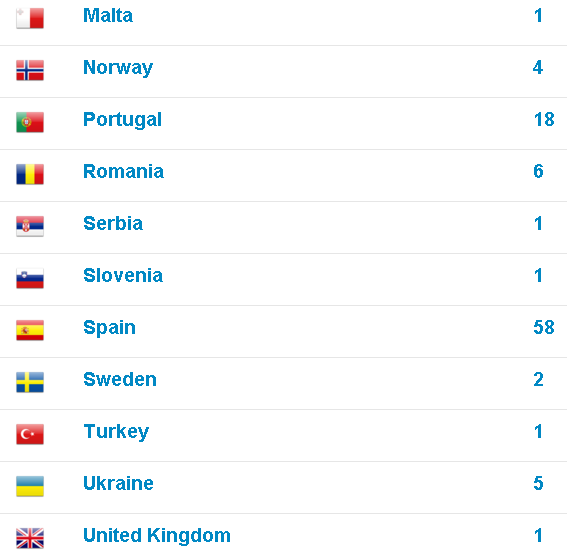 Malta 1
Norway 4
Portugal 18
Romania 6
Serbia 1
Slovenia 1
Spain 58
Sweden 2
Turkey 1
Ukraine 5
United Kingdom 1